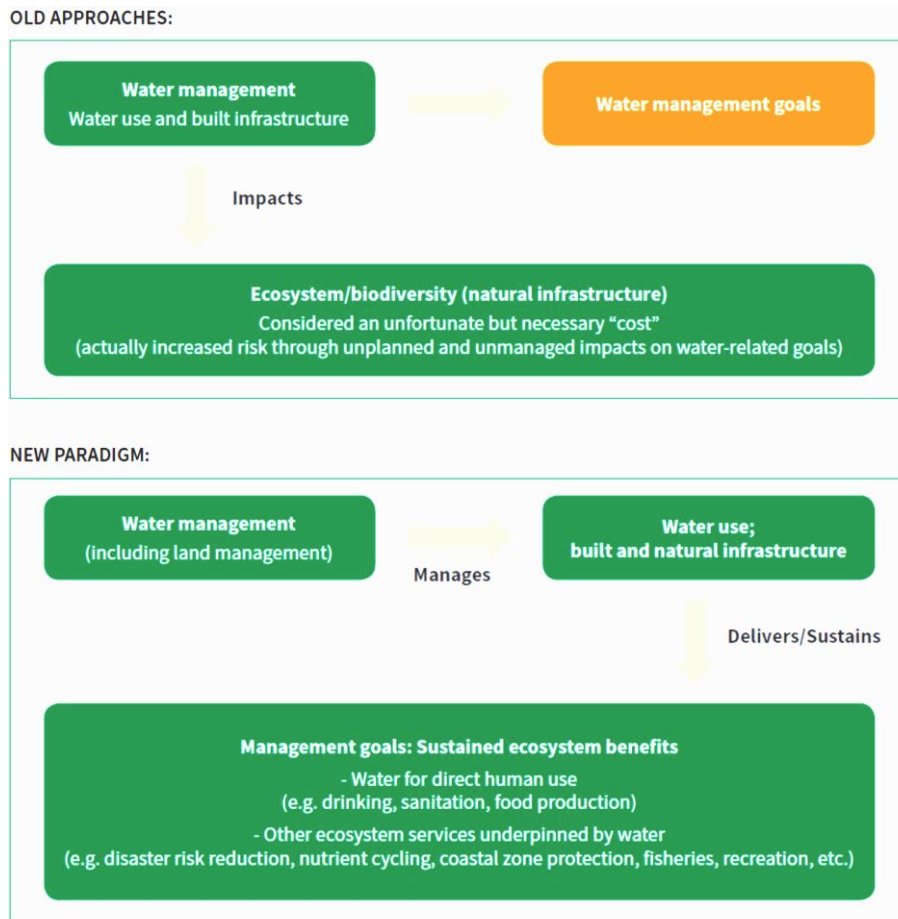 OLD APPROACHES:
Water management
Water use and built infrastructure
Water management goals
Impacts
Ecosystem/biodiversity (natural infrastructure)
Considered an unfortunate but necessary “cost”
(actually increased risk through unplanned and unmanaged impacts on water-related goals)
NEW PARADIGM:
Water management
(including land management)
Manages
Water use;
built and natural infrastructure
Delivers/Sustains
Management goals: Sustained ecosystem benefits
- Water for direct human use
(e.g. drinking, sanitation, food production)
- Other ecosystem services underpinned by water
(e.g. disaster risk reduction, nutrient cycling, coastal zone protection, fisheries, recreation, etc.)